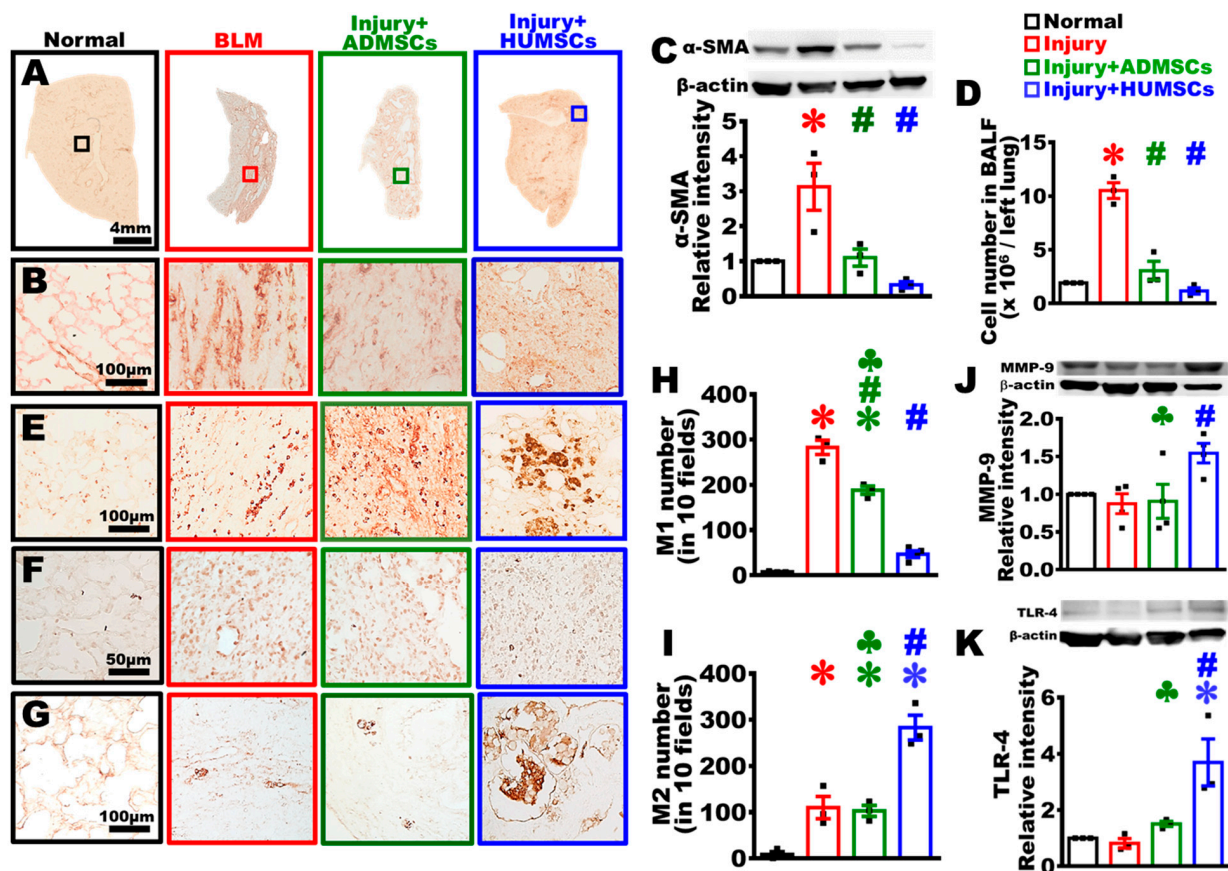 Normal
BLM
Injury+
ADMSCs
Injury+
HUMSCs
A
4mm
B
100μm
E
100μm
F
50μm
G
100μm
C
α-SMA
β-actin
α-SMA
Relative intensity
5
4
3
2
1
0
*
#
#
Normal
Injury
Injury+ADMSCs
Injury+HUMSCs
D
Cell number in BALF
(x 10⁶ / left lung)
15
10
5
0
*
#
#
H
M1 number
(in 10 fields)
400
300
200
100
0
*
♣
#
*
#
J
MMP-9
β-actin
MMP-9
Relative intensity
2.0
1.5
1.0
0.5
0.0
♣
#
I
M2 number
(in 10 fields)
400
300
200
100
0
*
♣
*
#
*
K
TLR-4
β-actin
TLR-4
Relative intensity
6
4
2
0
♣
#
*